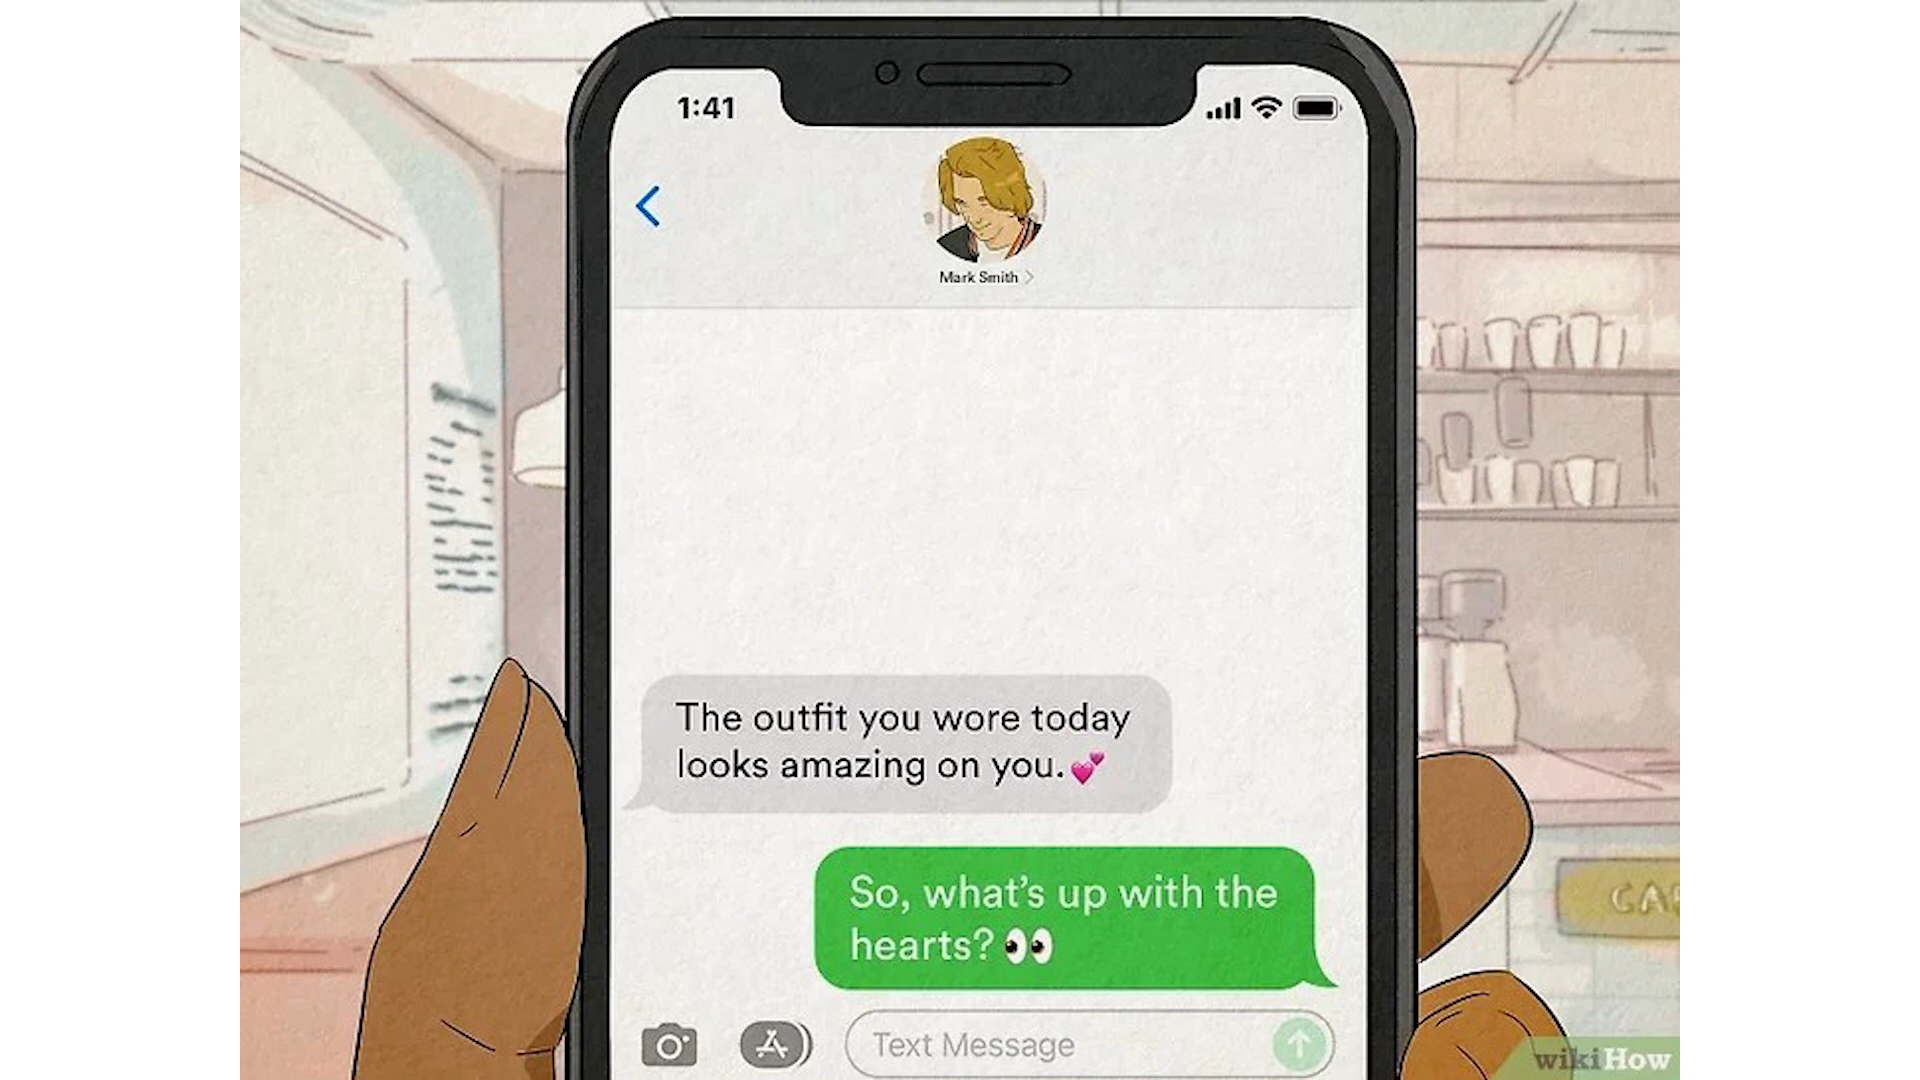 1:41
Mark Smith
The outfit you wore today
looks amazing on you.💕
So, what's up with the
hearts? 👀
Text Message
wikiHow